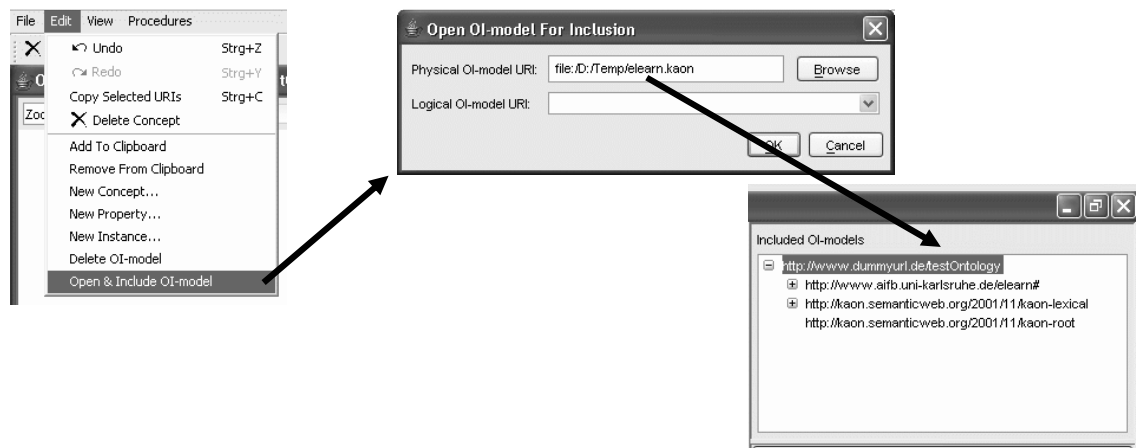 File Edit View Procedures
Undo Strg+Z
Redo Strg+Y
Copy Selected URIs Strg+C
Delete Concept
Add To Clipboard
Remove From Clipboard
New Concept...
New Property...
New Instance...
Delete OI-model
Open & Include OI-model
Open OI-model For Inclusion
Physical OI-model URI: file:/D:/Temp/elearn.kaon Browse
Logical OI-model URI:
OK Cancel
Included OI-models
http://www.dummyurl.de/testOntology
http://www.aifb.uni-karlsruhe.de/elearn#
http://kaon.semanticweb.org/2001/11/kaon-lexical
http://kaon.semanticweb.org/2001/11/kaon-root